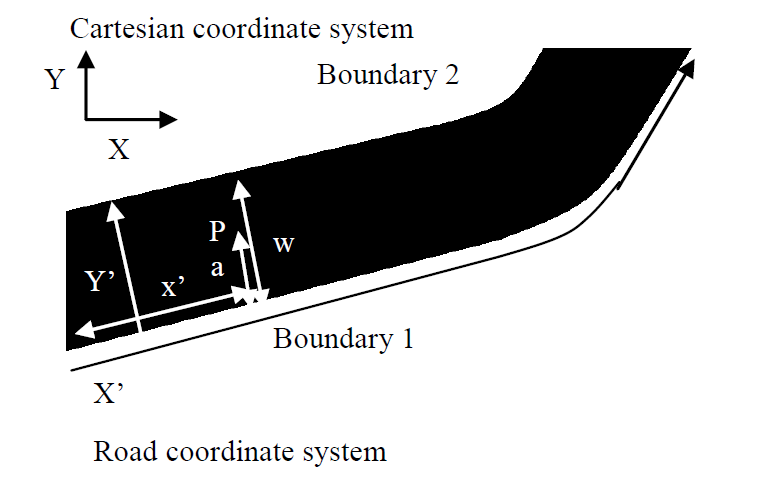 Cartesian coordinate system
Y
Boundary 2
X
P
w
a
Y’
x’
Boundary 1
X’
Road coordinate system